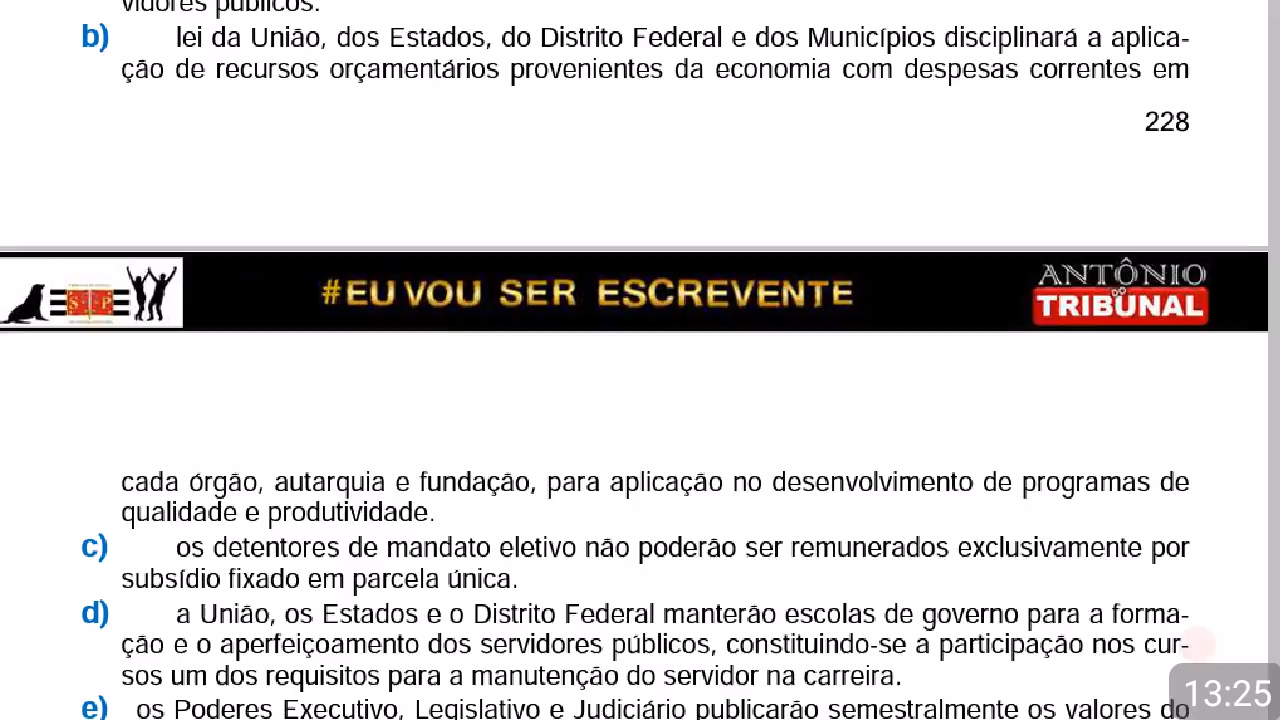 vidores públicos.
b) lei da União, dos Estados, do Distrito Federal e dos Municípios disciplinará a aplica-
ção de recursos orçamentários provenientes da economia com despesas correntes em
228
S P
#EU VOU SER ESCREVENTE
ANTÔNIO
DO
TRIBUNAL
cada órgão, autarquia e fundação, para aplicação no desenvolvimento de programas de
qualidade e produtividade.
c) os detentores de mandato eletivo não poderão ser remunerados exclusivamente por
subsídio fixado em parcela única.
d) a União, os Estados e o Distrito Federal manterão escolas de governo para a forma-
ção e o aperfeiçoamento dos servidores públicos, constituindo-se a participação nos cur-
sos um dos requisitos para a manutenção do servidor na carreira.
e) os Poderes Executivo, Legislativo e Judiciário publicarão semestralmente os valores do
13:25